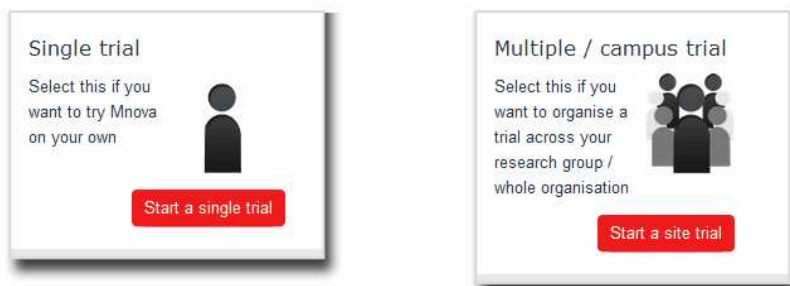 Single trial
Select this if you
want to try Mnova
on your own
Start a single trial
Multiple / campus trial
Select this if you
want to organise a
trial across your
research group /
whole organisation
Start a site trial